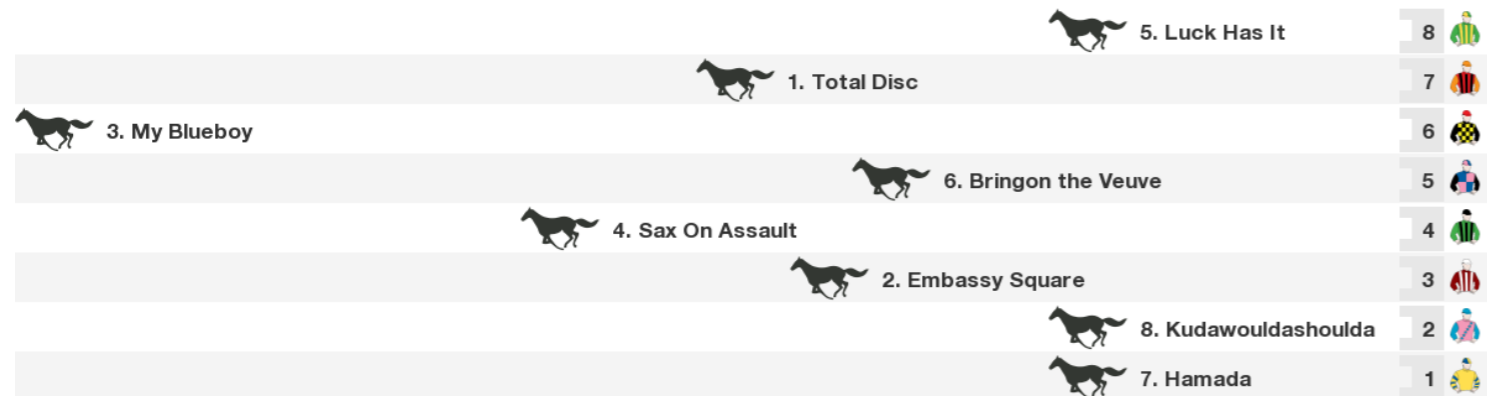 5. Luck Has It 8
1. Total Disc 7
3. My Blueboy 6
6. Bringon the Veuve 5
4. Sax On Assault 4
2. Embassy Square 3
8. Kudawouldashoulda 2
7. Hamada 1